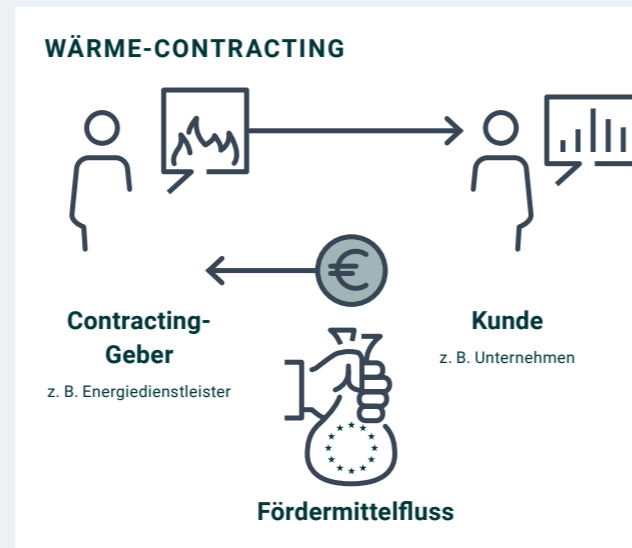 WÄRME-CONTRACTING
€
Contracting-
Geber
z. B. Energiedienstleister
Kunde
z. B. Unternehmen
Fördermittelfluss